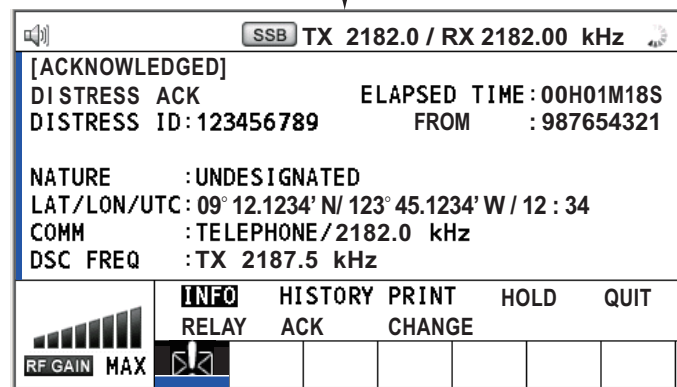 SSB TX 2182.0 / RX 2182.00 kHz
[ACKNOWLEDGED]
DISTRESS ACK ELAPSED TIME:00H01M18S
DISTRESS ID:123456789 FROM :987654321
NATURE :UNDESIGNATED
LAT/LON/UTC: 09° 12.1234' N/ 123° 45.1234' W / 12 : 34
COMM :TELEPHONE/2182.0 kHz
DSC FREQ :TX 2187.5 kHz
INFO HISTORY PRINT HOLD QUIT
RELAY ACK CHANGE
RF GAIN MAX